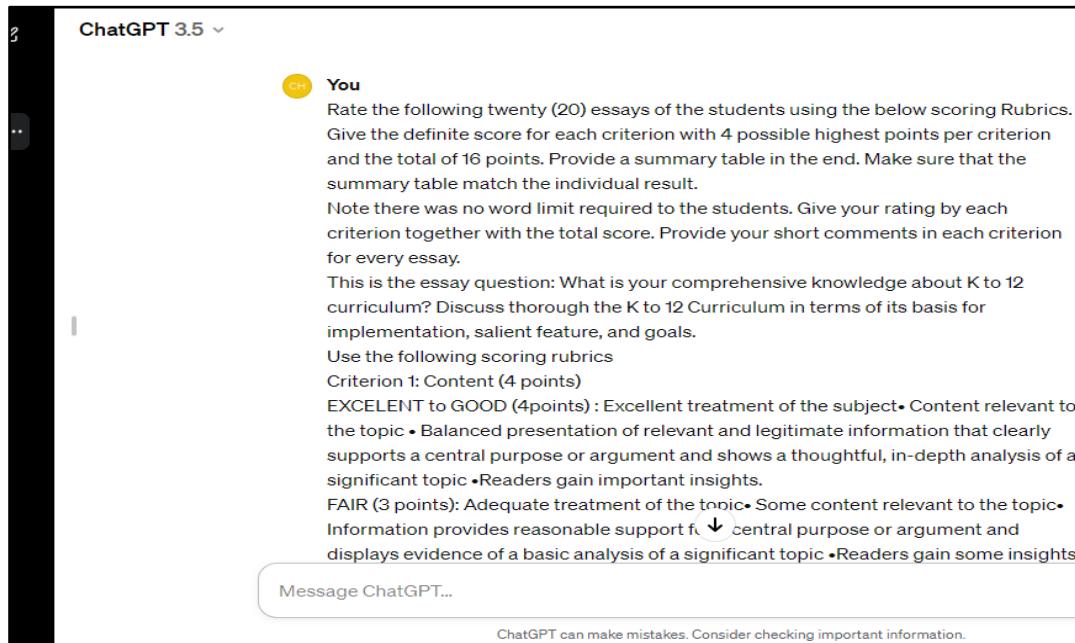 ChatGPT 3.5
CH
You
Rate the following twenty (20) essays of the students using the below scoring Rubrics.
Give the definite score for each criterion with 4 possible highest points per criterion
and the total of 16 points. Provide a summary table in the end. Make sure that the
summary table match the individual result.
Note there was no word limit required to the students. Give your rating by each
criterion together with the total score. Provide your short comments in each criterion
for every essay.
This is the essay question: What is your comprehensive knowledge about K to 12
curriculum? Discuss thorough the K to 12 Curriculum in terms of its basis for
implementation, salient feature, and goals.
Use the following scoring rubrics
Criterion 1: Content (4 points)
EXCELENT to GOOD (4points) : Excellent treatment of the subject• Content relevant to
the topic • Balanced presentation of relevant and legitimate information that clearly
supports a central purpose or argument and shows a thoughtful, in-depth analysis of a
significant topic •Readers gain important insights.
FAIR (3 points): Adequate treatment of the topic• Some content relevant to the topic•
Information provides reasonable support central purpose or argument and
displays evidence of a basic analysis of a significant topic •Readers gain some insights
Message ChatGPT...
ChatGPT can make mistakes. Consider checking important information.